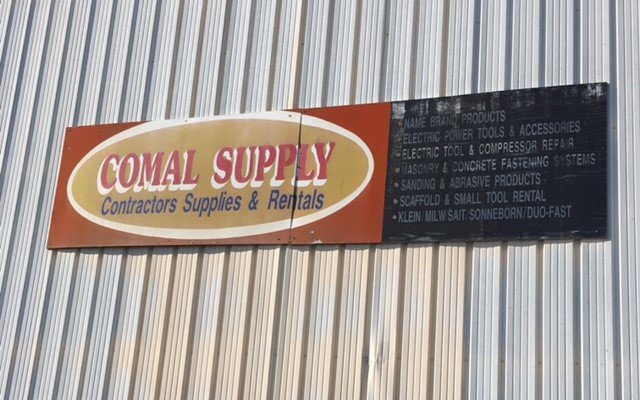 COMAL SUPPLY
Contractors Supplies & Rentals
• NAME BRAND PRODUCTS
• ELECTRIC POWER TOOLS & ACCESSORIES
• ELECTRIC TOOL & COMPRESSOR REPAIR
• MASONRY & CONCRETE FASTENING SYSTEMS
• SANDING & ABRASIVE PRODUCTS
• SCAFFOLD & SMALL TOOL RENTAL
• KLEIN/MILW/SAIT/SONNEBORN/DUO-FAST